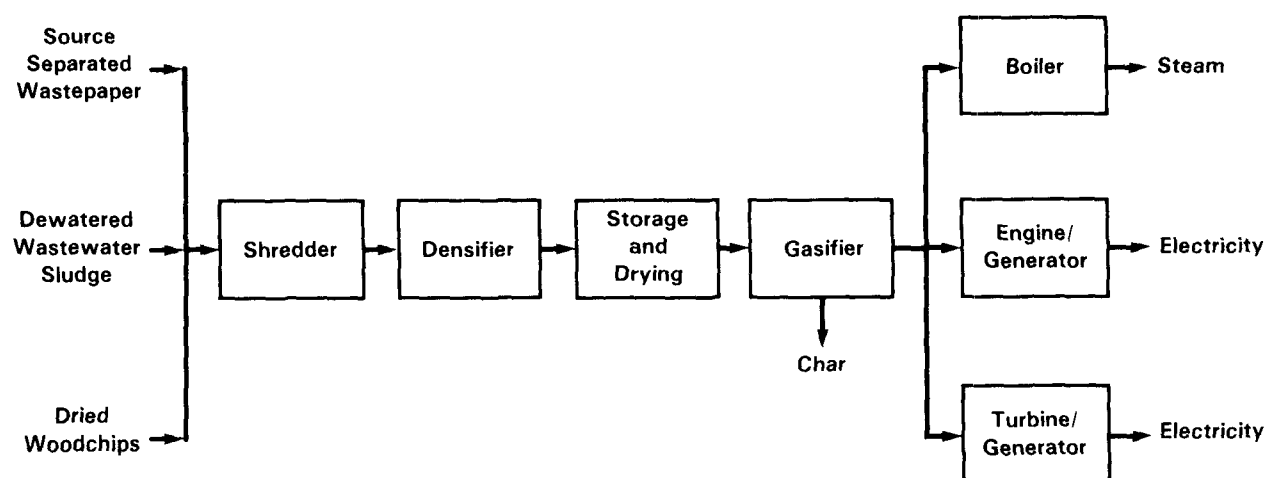 Source
Separated
Wastepaper
Dewatered
Wastewater
Sludge
Dried
Woodchips
Shredder
Densifier
Storage
and
Drying
Gasifier
Char
Boiler
Steam
Engine/
Generator
Electricity
Turbine/
Generator
Electricity